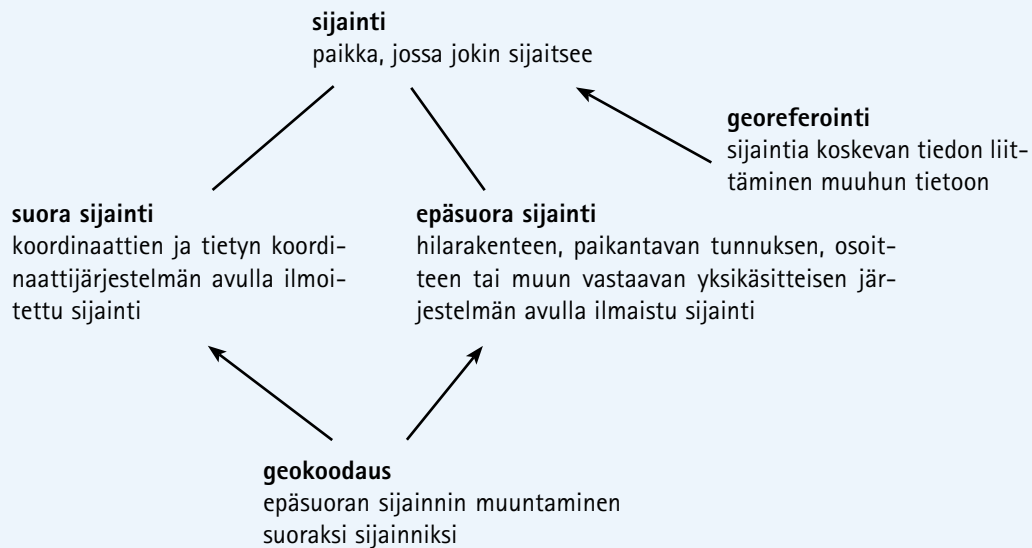 sijainti
paikka, jossa jokin sijaitsee
georeferointi
sijaintia koskevan tiedon liit-
täminen muuhun tietoon
suora sijainti
koordinaattien ja tietyn koordi-
naattijärjestelmän avulla ilmoi-
tettu sijainti
epäsuora sijainti
hilarakenteen, paikantavan tunnuksen, osoit-
teen tai muun vastaavan yksikäsitteisen jär-
jestelmän avulla ilmaistu sijainti
geokoodaus
epäsuoran sijainnin muuntaminen
suoraksi sijainniksi